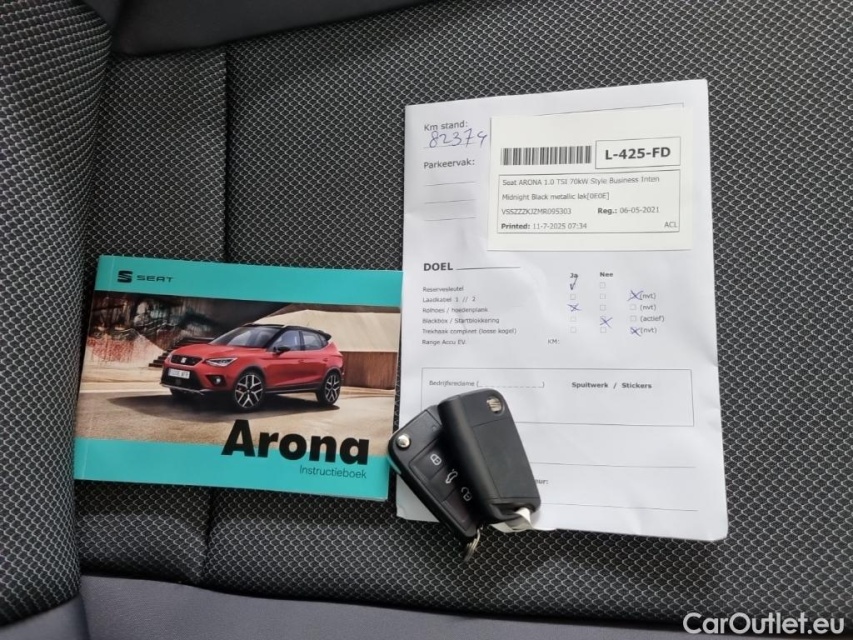 Km stand:
82374
Parkeervak:
L-425-FD
Seat ARONA 1.0 TSI 70kW Style Business Inten
Midnight Black metallic lak[0E0E]
VSSZZZKJZMR095303 Reg.: 06-05-2021
Printed: 11-7-2025 07:34 ACL
DOEL
Ja Nee
Reservesleutel
Laadkabel 1 // 2 (nvt)
Rolhoes / hoedenplank (nvt)
Blackbox / Startblokkering (actief)
Trekhaak compleet (losse kogel) (nvt)
Range Accu EV KM:
Bedrijfsreclame Spuitwerk / Stickers
SEAT
Arona
Instructieboek
CarOutlet.eu